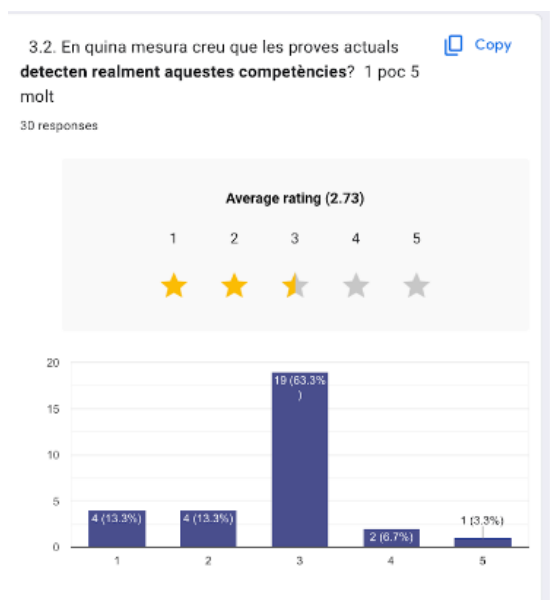 3.2. En quina mesura creu que les proves actuals
Copy
detecten realment aquestes competències? 1 poc 5
molt
30 responses
Average rating (2.73)
1 2 3 4 5
20
15
10
5
0
19 (63.3%
)
4 (13.3%)
4 (13.3%)
2 (6.7%)
1 (3.3%)
1 2 3 4 5